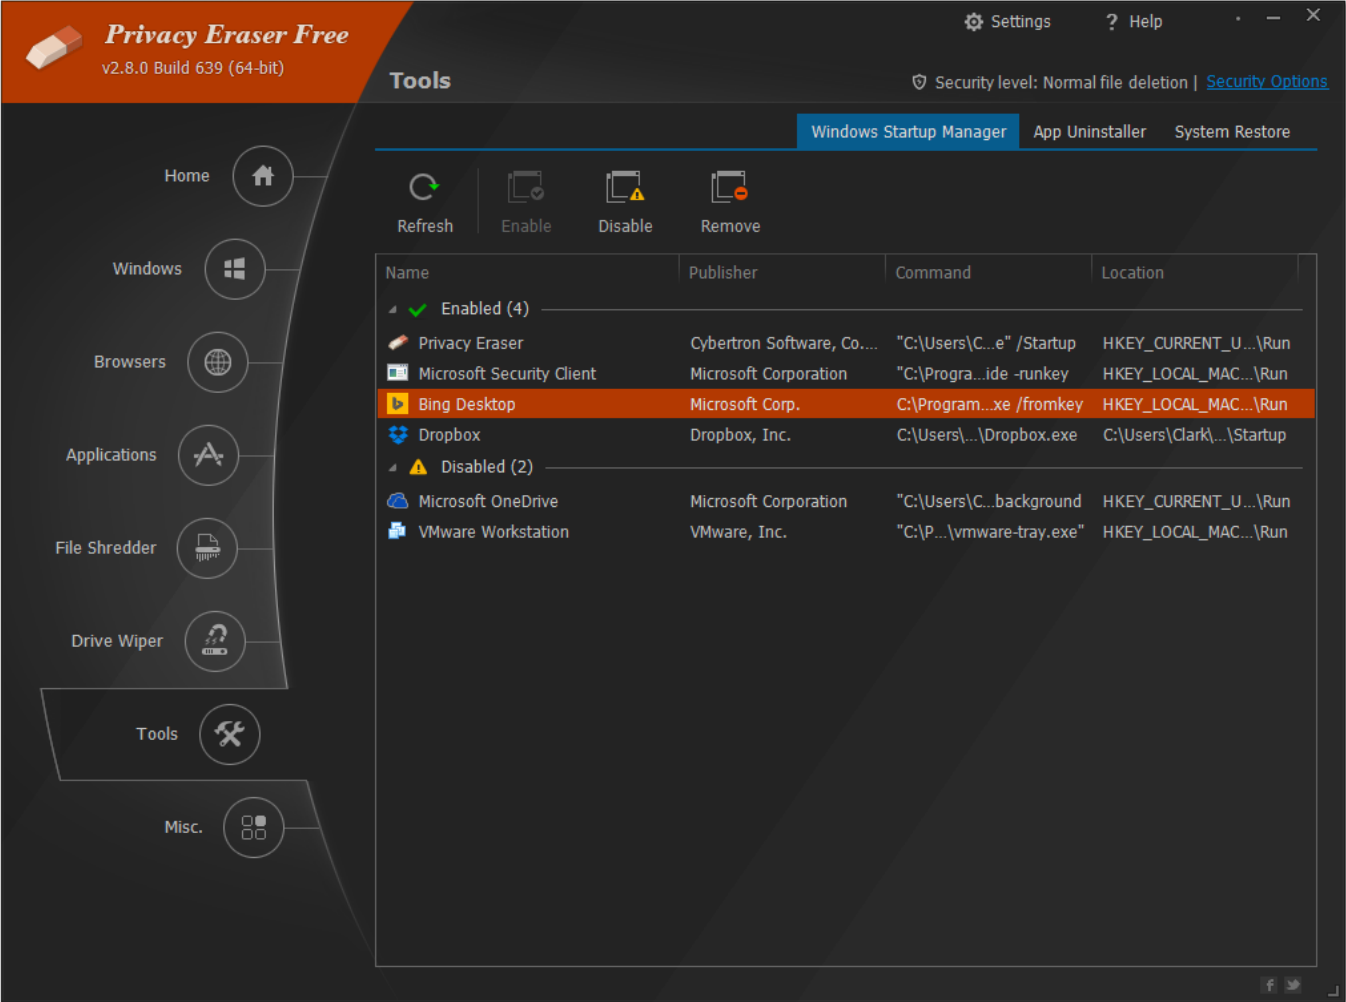 Privacy Eraser Free
v2.8.0 Build 639 (64-bit)
Settings
? Help
Tools
Security level: Normal file deletion | Security Options
Windows Startup Manager App Uninstaller System Restore
Home
Windows
Browsers
Applications
File Shredder
Drive Wiper
Tools
Misc.
Refresh Enable Disable Remove
Name Publisher Command Location
Enabled (4)
Privacy Eraser Cybertron Software, Co.... "C:\Users\C...e" /Startup HKEY_CURRENT_U...\Run
Microsoft Security Client Microsoft Corporation "C:\Progra...ide -runkey HKEY_LOCAL_MAC...\Run
Bing Desktop Microsoft Corp. C:\Program...xe /fromkey HKEY_LOCAL_MAC...\Run
Dropbox Dropbox, Inc. C:\Users\...\Dropbox.exe C:\Users\Clark\...\Startup
Disabled (2)
Microsoft OneDrive Microsoft Corporation "C:\Users\C...background HKEY_CURRENT_U...\Run
VMware Workstation VMware, Inc. "C:\P...\vmware-tray.exe" HKEY_LOCAL_MAC...\Run